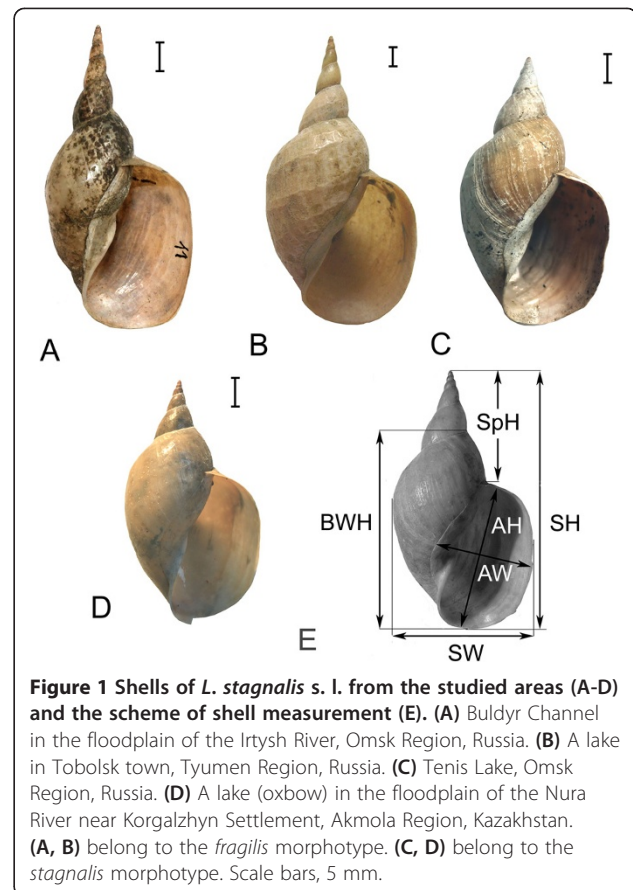 11
A
B
C
D
E
SpH
BWH
AH
AW
SH
SW
Figure 1 Shells of L. stagnalis s. l. from the studied areas (A-D)
and the scheme of shell measurement (E). (A) Buldyr Channel
in the floodplain of the Irtysh River, Omsk Region, Russia. (B) A lake
in Tobolsk town, Tyumen Region, Russia. (C) Tenis Lake, Omsk
Region, Russia. (D) A lake (oxbow) in the floodplain of the Nura
River near Korgalzhyn Settlement, Akmola Region, Kazakhstan.
(A, B) belong to the fragilis morphotype. (C, D) belong to the
stagnalis morphotype. Scale bars, 5 mm.